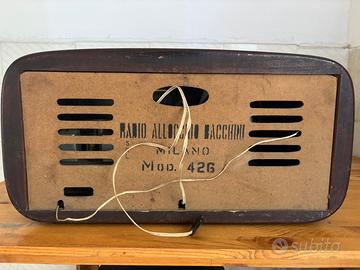 RADIO ALLOCCHIO BACCHINI
MILANO
MOD. 426
subito